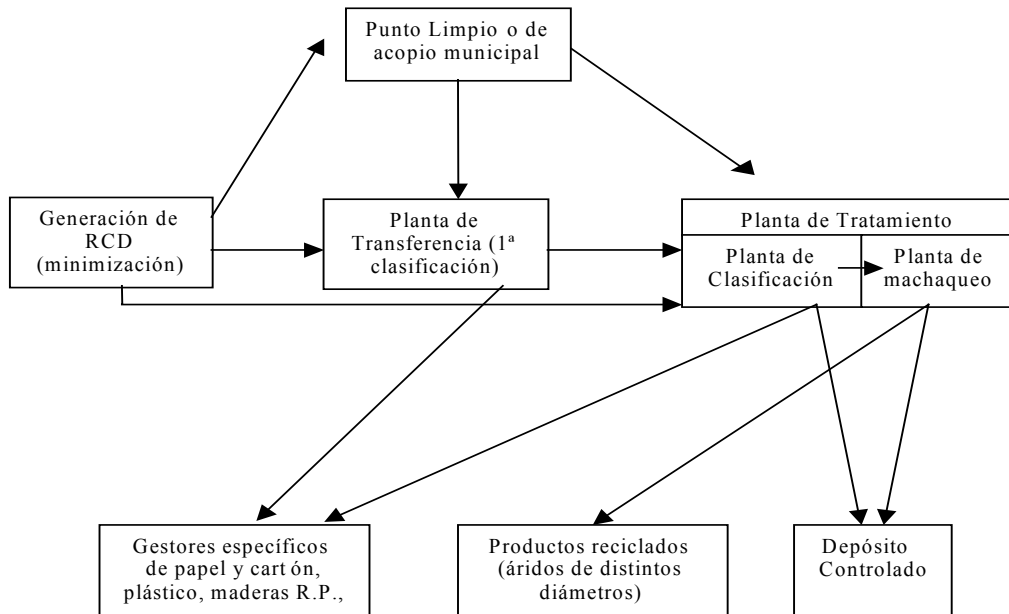 Punto Limpio o de
acopio municipal
Generación de
RCD
(minimización)
Planta de
Transferencia (1ª
clasificación)
Planta de Tratamiento
Planta de
Clasificación
Planta de
machaqueo
Gestores específicos
de papel y cart ón,
plástico, maderas R.P.,
Productos reciclados
(áridos de distintos
diámetros)
Depósito
Controlado